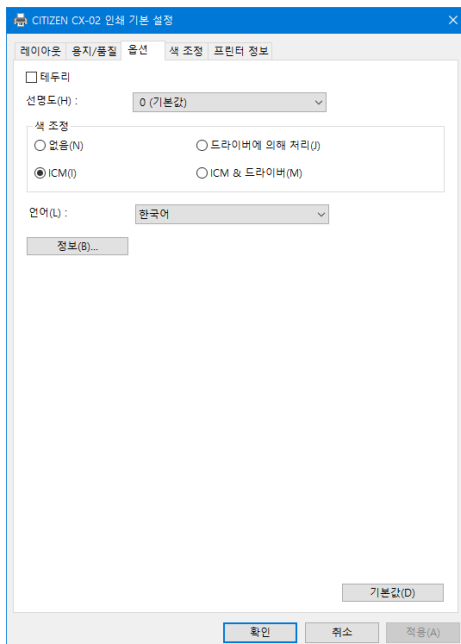 CITIZEN CX-02 인쇄 기본 설정
레이아웃 용지/품질 옵션 색 조정 프린터 정보
테두리
선명도(H) : 0 (기본값)
색 조정
없음(N) 드라이버에 의해 처리(J)
ICM(I) ICM & 드라이버(M)
언어(L) : 한국어
정보(B)...
기본값(D)
확인 취소 적용(A)